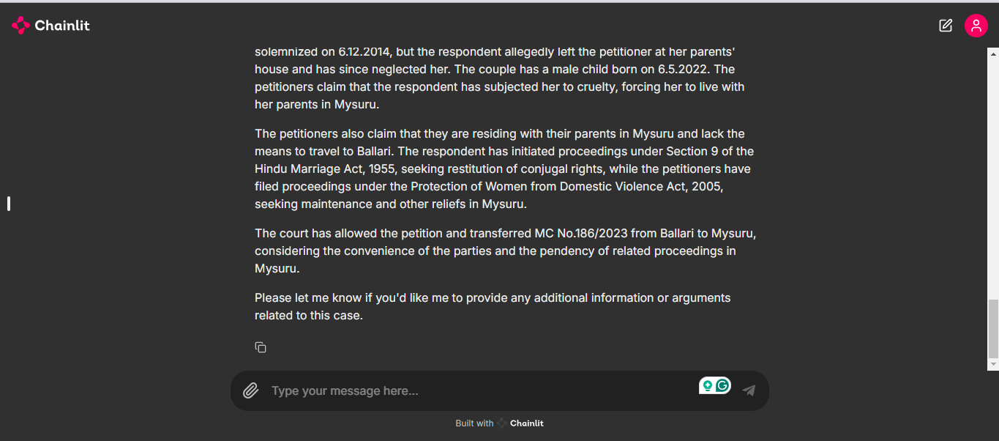 Chainlit
solemnized on 6.12.2014, but the respondent allegedly left the petitioner at her parents'
house and has since neglected her. The couple has a male child born on 6.5.2022. The
petitioners claim that the respondent has subjected her to cruelty, forcing her to live with
her parents in Mysuru.
The petitioners also claim that they are residing with their parents in Mysuru and lack the
means to travel to Ballari. The respondent has initiated proceedings under Section 9 of the
Hindu Marriage Act, 1955, seeking restitution of conjugal rights, while the petitioners have
filed proceedings under the Protection of Women from Domestic Violence Act, 2005,
seeking maintenance and other reliefs in Mysuru.
The court has allowed the petition and transferred MC No.186/2023 from Ballari to Mysuru,
considering the convenience of the parties and the pendency of related proceedings in
Mysuru.
Please let me know if you'd like me to provide any additional information or arguments
related to this case.
Type your message here...
Built with Chainlit